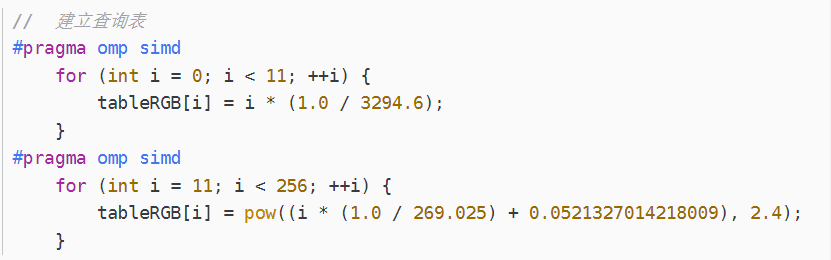 //  建立查询表
#pragma omp simd
    for (int i = 0; i < 11; ++i) {
        tableRGB[i] = i * (1.0 / 3294.6);
    }
#pragma omp simd
    for (int i = 11; i < 256; ++i) {
        tableRGB[i] = pow((i * (1.0 / 269.025) + 0.0521327014218009), 2.4);
    }